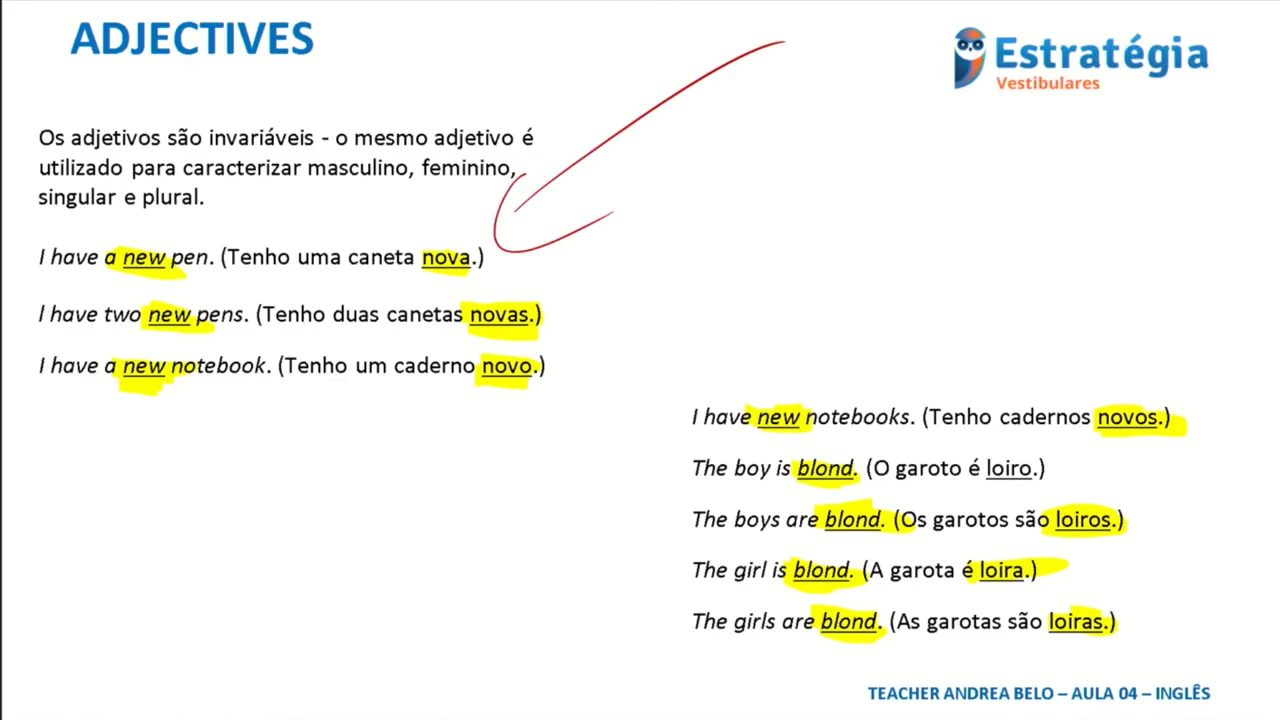 ADJECTIVES
Estratégia
Vestibulares
Os adjetivos são invariáveis - o mesmo adjetivo é
utilizado para caracterizar masculino, feminino,
singular e plural.
I have a new pen. (Tenho uma caneta nova.)
I have two new pens. (Tenho duas canetas novas.)
I have a new notebook. (Tenho um caderno novo.)
I have new notebooks. (Tenho cadernos novos.)
The boy is blond. (O garoto é loiro.)
The boys are blond. (Os garotos são loiros.)
The girl is blond. (A garota é loira.)
The girls are blond. (As garotas são loiras.)
TEACHER ANDREA BELO – AULA 04 – INGLÊS